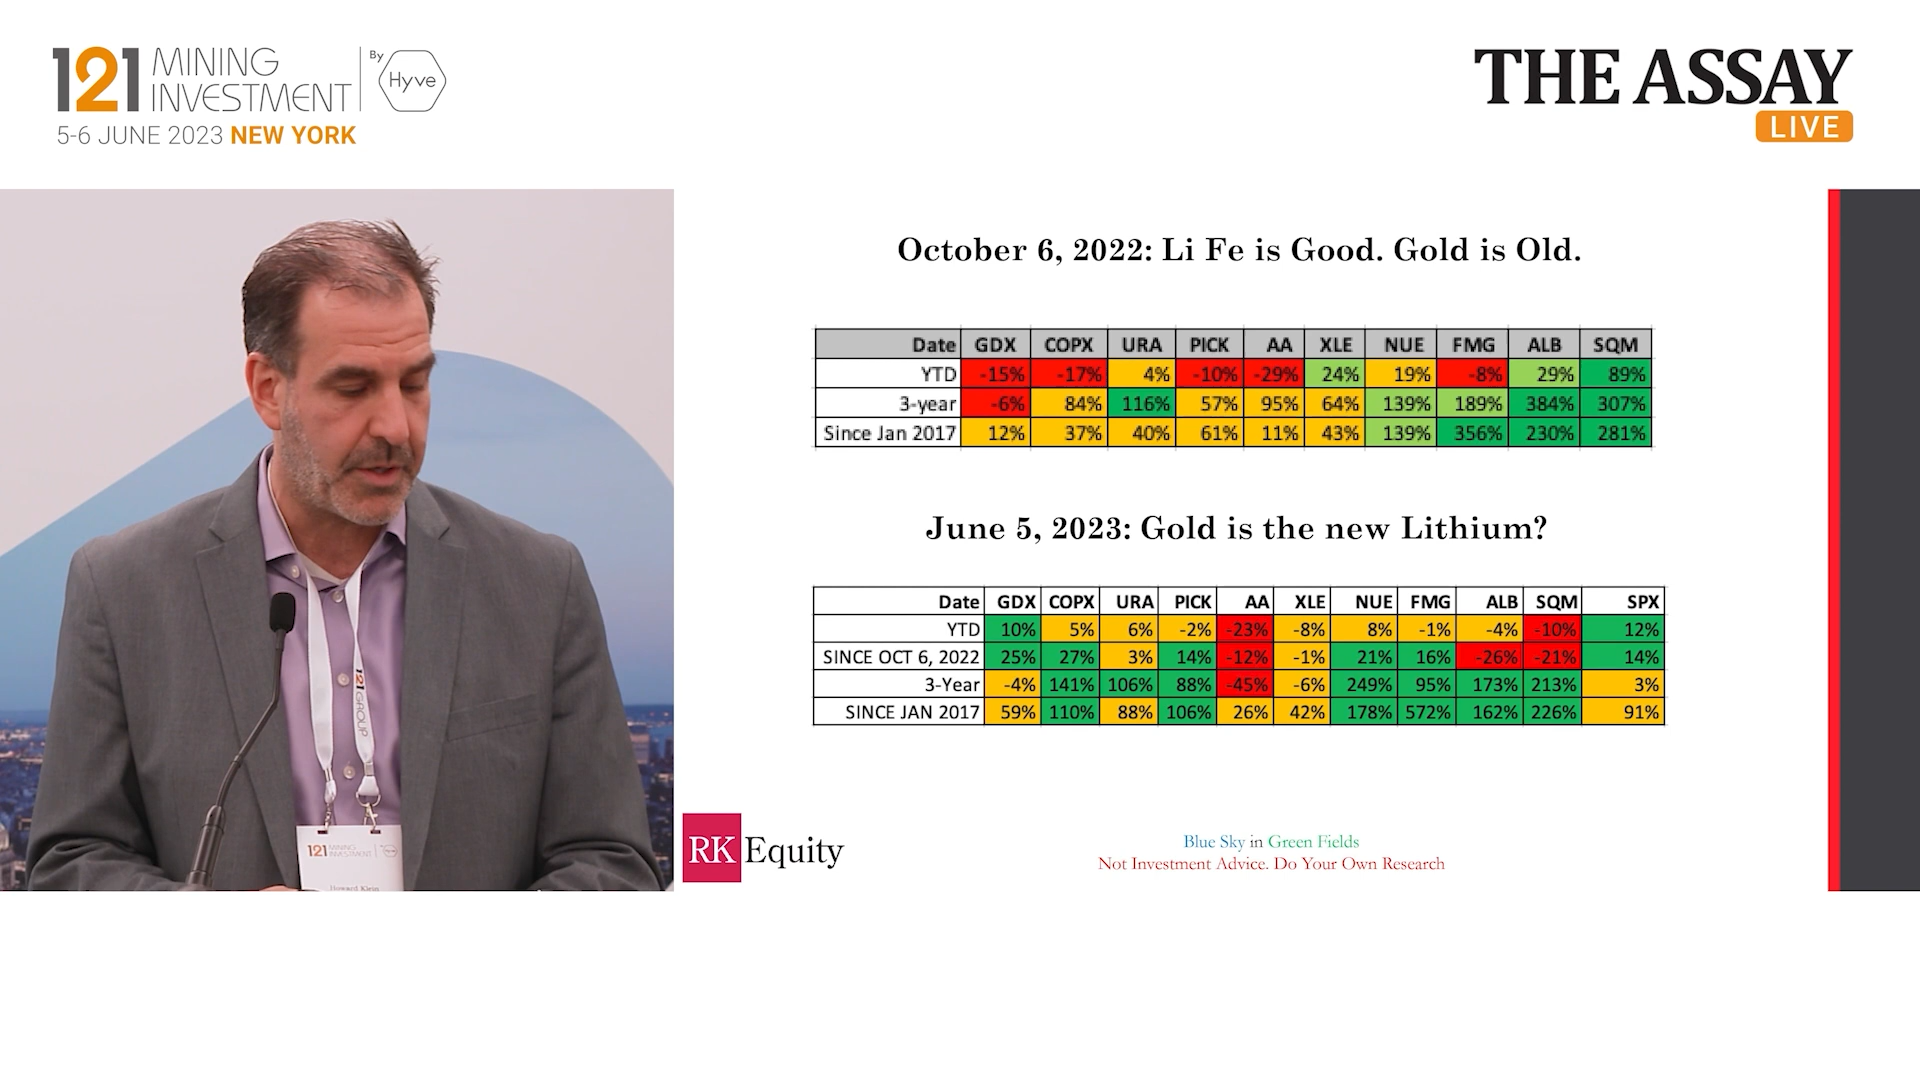 121 MINING INVESTMENT By Hyve
5-6 JUNE 2023 NEW YORK
THE ASSAY
LIVE
October 6, 2022: Li Fe is Good. Gold is Old.
Date GDX COPX URA PICK AA XLE NUE FMG ALB SQM
YTD -15% -17% 4% -10% -29% 24% 19% -8% 29% 89%
3-year -6% 84% 116% 57% 95% 64% 139% 189% 384% 307%
Since Jan 2017 12% 37% 40% 61% 11% 43% 139% 356% 230% 281%
June 5, 2023: Gold is the new Lithium?
Date GDX COPX URA PICK AA XLE NUE FMG ALB SQM SPX
YTD 10% 5% 6% -2% -23% -8% 8% -1% -4% -10% 12%
SINCE OCT 6, 2022 25% 27% 3% 14% -12% -1% 21% 16% -26% -21% 14%
3-Year -4% 141% 106% 88% -45% -6% 249% 95% 173% 213% 3%
SINCE JAN 2017 59% 110% 88% 106% 26% 42% 178% 572% 162% 226% 91%
RK Equity
Blue Sky in Green Fields
Not Investment Advice. Do Your Own Research
121GROUP
121 MINING INVESTMENT
Howard Klein